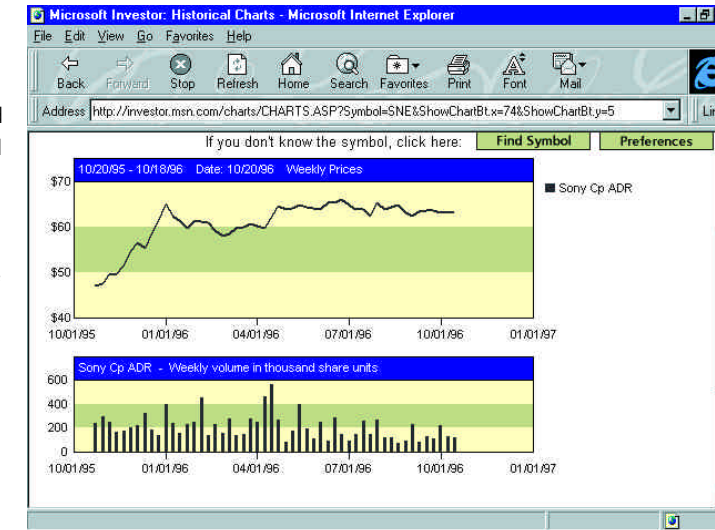 Microsoft Investor: Historical Charts - Microsoft Internet Explorer
File Edit View Go Favorites Help
Back Forward Stop Refresh Home Search Favorites Print Font Mail
Address http://investor.msn.com/charts/CHARTS.ASP?Symbol=SNE&ShowChartBt.x=74&ShowChartBt.y=5
If you don't know the symbol, click here: Find Symbol Preferences
10/20/95 - 10/18/96 Date: 10/20/96 Weekly Prices
$70
Sony Cp ADR
$60
$50
$40
10/01/95 01/01/96 04/01/96 07/01/96 10/01/96 01/01/97
Sony Cp ADR - Weekly volume in thousand share units
600
400
200
0
10/01/95 01/01/96 04/01/96 07/01/96 10/01/96 01/01/97